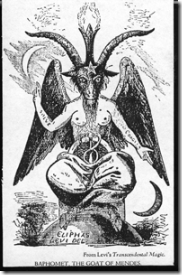 ELIPHAS
LEVI DEL
From Levi's Transcendental Magic.
BAPHOMET, THE GOAT OF MENDES.